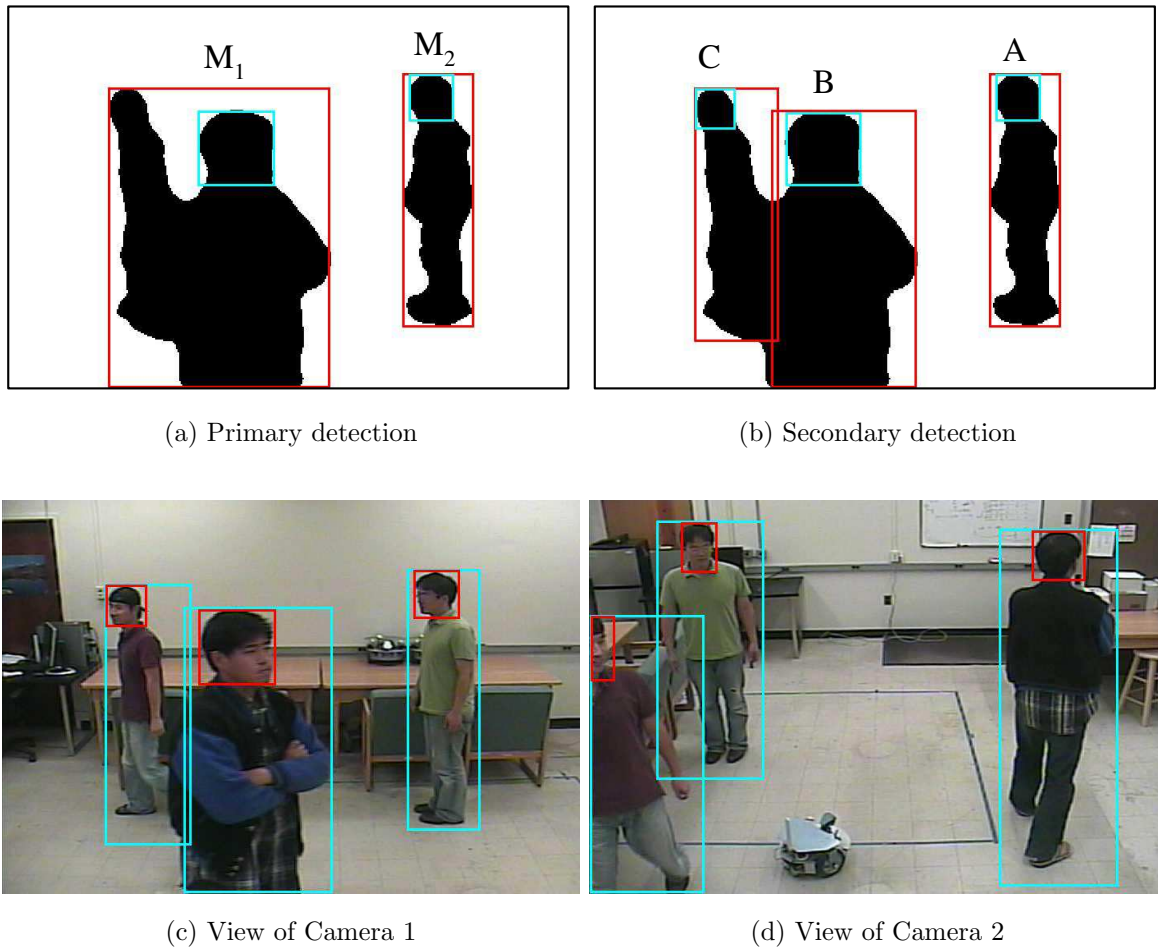 M1
M2
C
B
A
(a) Primary detection
(b) Secondary detection
(c) View of Camera 1
(d) View of Camera 2